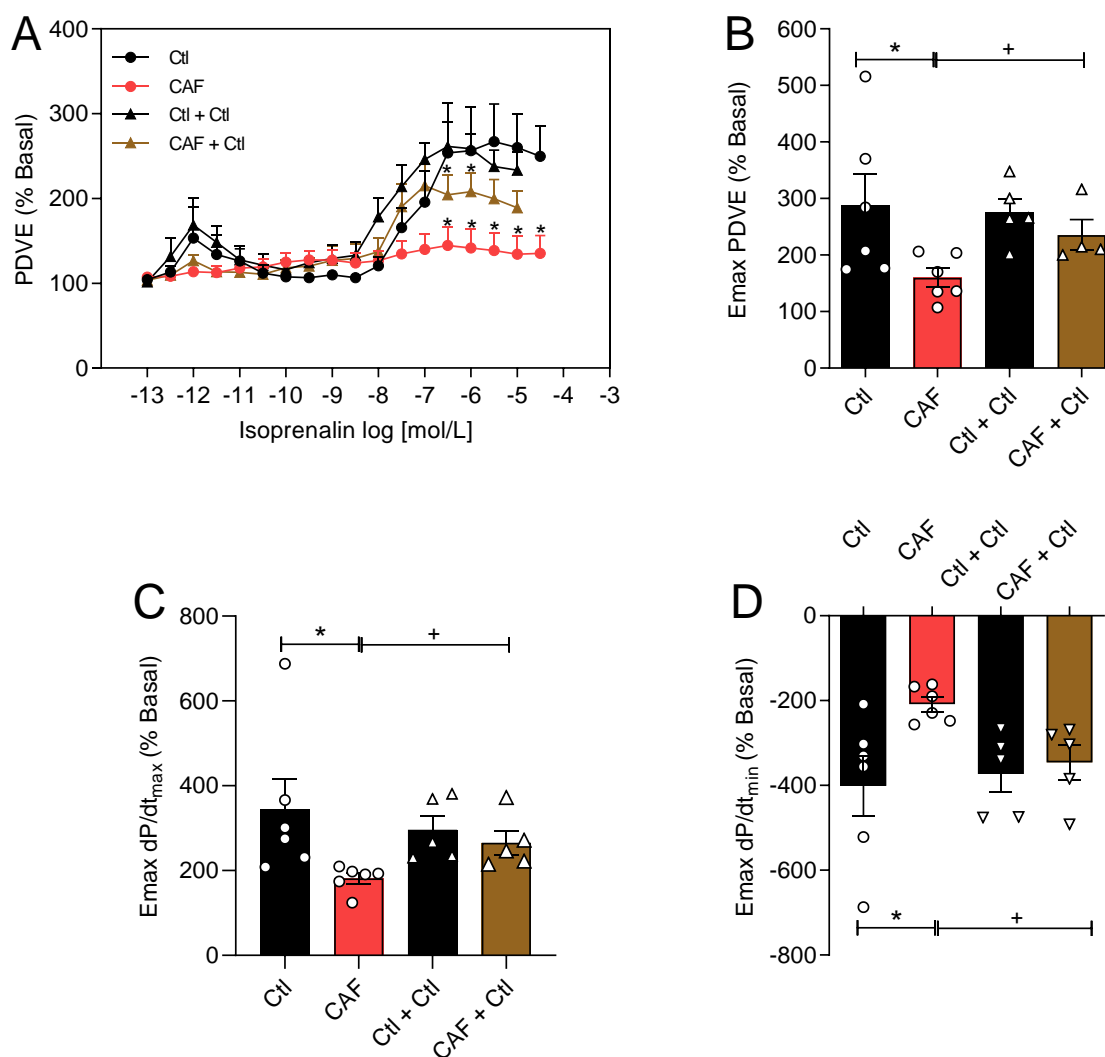 A
PDVE (% Basal)
400
300
200
100
0
Ctl
CAF
Ctl + Ctl
CAF + Ctl
* *
* * * * *
-13 -12 -11 -10 -9 -8 -7 -6 -5 -4 -3
Isoprenalin log [mol/L]
B
Emax PDVE (% Basal)
600
500
400
300
200
100
0
* +
Ctl CAF Ctl + Ctl CAF + Ctl
C
Emax dP/dtmax (% Basal)
800
600
400
200
0
* +
Ctl CAF Ctl + Ctl CAF + Ctl
D
Ctl CAF Ctl + Ctl CAF + Ctl
Emax dP/dtmin (% Basal)
0
-200
-400
-600
-800
* +